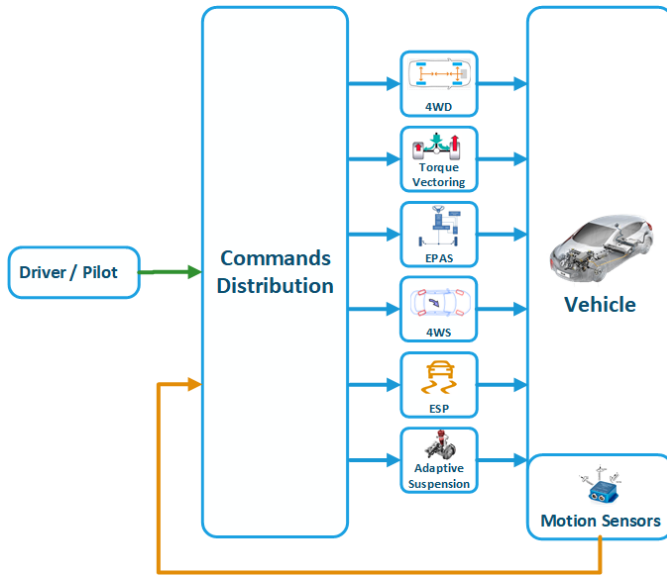 Driver / Pilot
Commands
Distribution
4WD
Torque
Vectoring
EPAS
4WS
ESP
Adaptive
Suspension
Vehicle
Motion Sensors